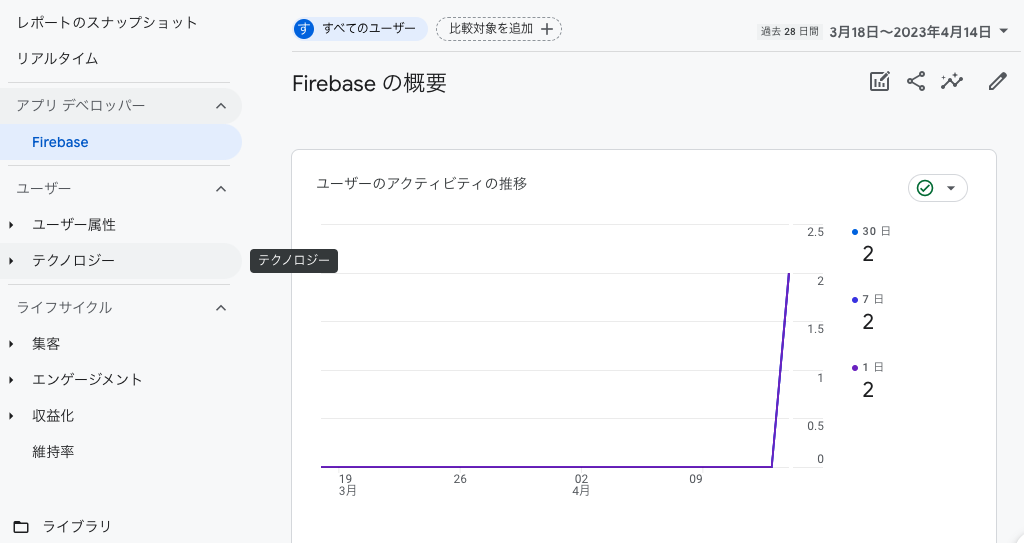 レポートのスナップショット
リアルタイム
アプリ デベロッパー
Firebase
ユーザー
ユーザー属性
テクノロジー
ライフサイクル
集客
エンゲージメント
収益化
維持率
ライブラリ
す すべてのユーザー
比較対象を追加
過去 28 日間 3月18日～2023年4月14日
Firebase の概要
ユーザーのアクティビティの推移
テクノロジー
2.5
2
1.5
1
0.5
0
19
3月
26
02
4月
09
30 日
2
7 日
2
1 日
2